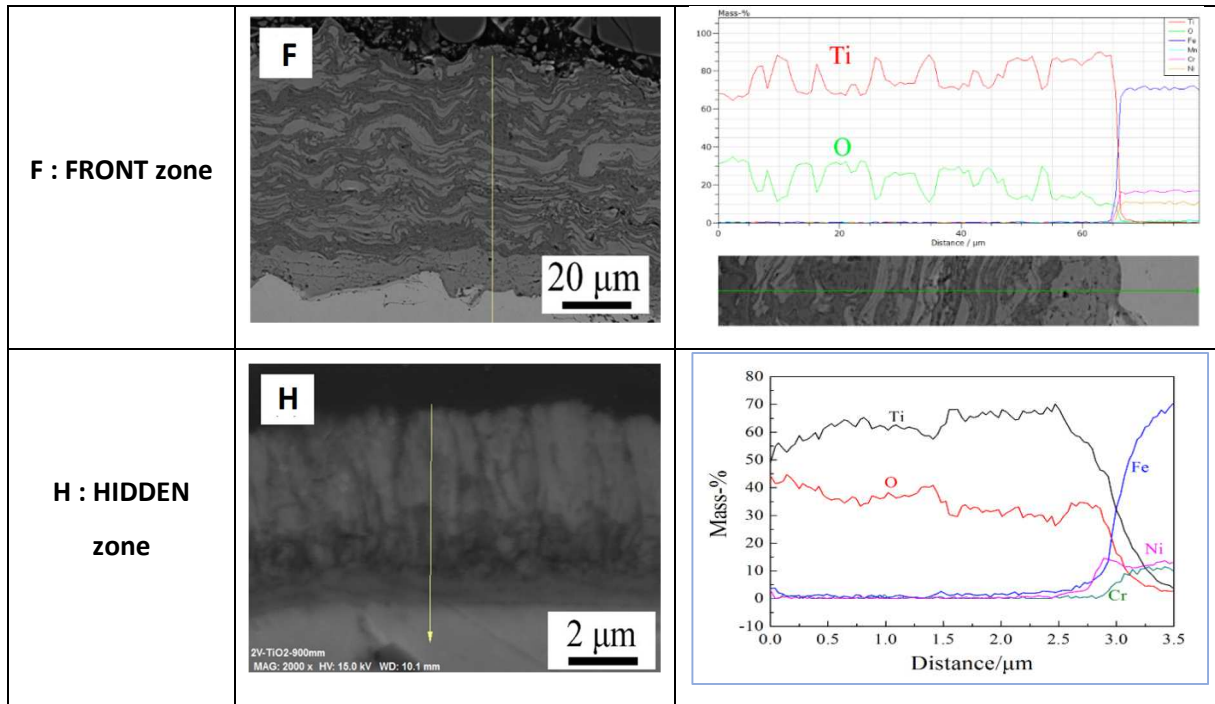 F : FRONT zone
F
20 μm
Mass-%
Ti
O
Fe
Mn
Cr
Ni
100
80
60
40
20
0
Ti
O
0
20
40
60
Distance / μm
H : HIDDEN
zone
H
2V-TiO2-900mm
MAG: 2000 x HV: 15.0 kV WD: 10.1 mm
2 μm
80
70
60
50
40
30
20
10
0
-10
Mass-%
Ti
O
Fe
Ni
Cr
0.0 0.5 1.0 1.5 2.0 2.5 3.0 3.5
Distance/μm